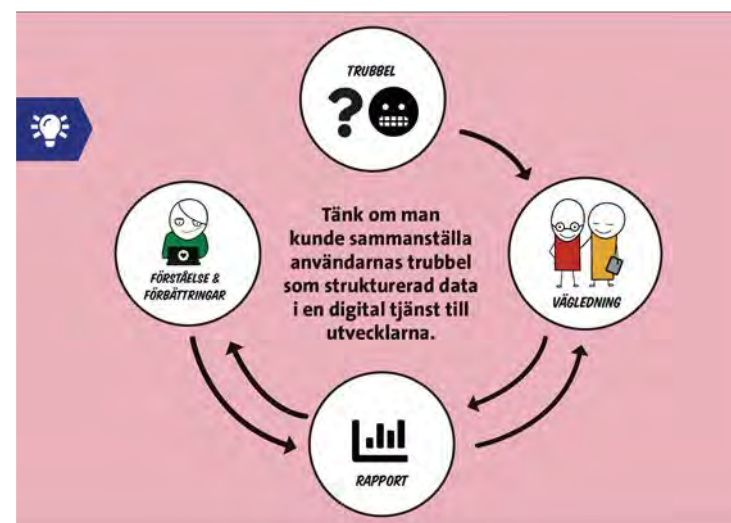 TRUBBEL
?
Tänk om man
kunde sammanställa
användarnas trubbel
som strukturerad data
i en digital tjänst till
utvecklarna.
FÖRSTÅELSE &
FÖRBÄTTRINGAR
VÄGLEDNING
RAPPORT